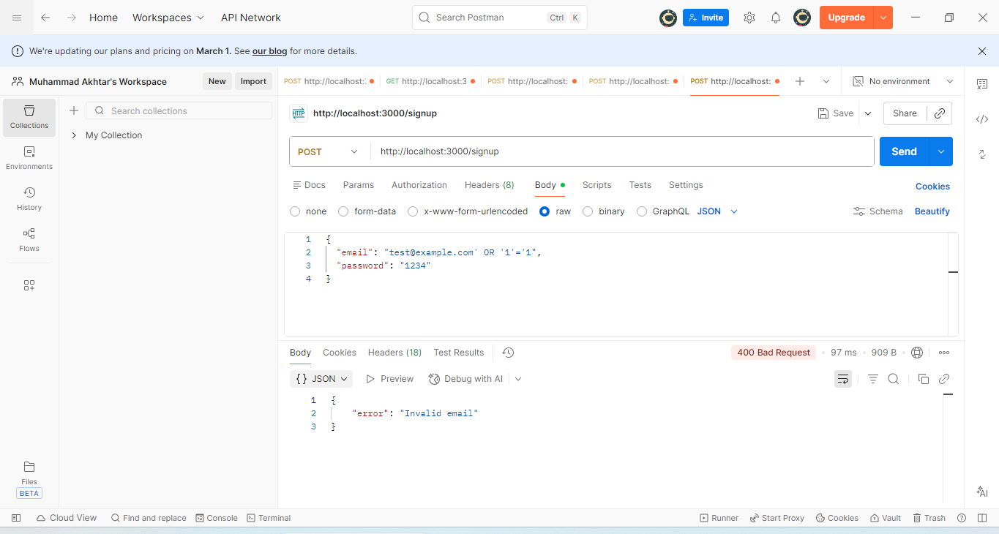 Home Workspaces API Network Search Postman Ctrl K Invite Upgrade
We're updating our plans and pricing on March 1. See our blog for more details.
Muhammad Akhtar's Workspace New Import
POST http://localhost: GET http://localhost:3 POST http://localhost: POST http://localhost: POST http://localhost: No environment
Collections
Environments
History
Flows
Files
BETA
Search collections
My Collection
HTTP http://localhost:3000/signup Save Share
POST http://localhost:3000/signup Send
Docs Params Authorization Headers (8) Body Scripts Tests Settings Cookies
none form-data x-www-form-urlencoded raw binary GraphQL JSON Schema Beautify
1 {
2 "email": "test@example.com' OR '1'='1",
3 "password": "1234"
4 }
Body Cookies Headers (18) Test Results 400 Bad Request • 97 ms • 909 B
{} JSON Preview Debug with AI
1 {
2 "error": "Invalid email"
3 }
AI
Cloud View Find and replace Console Terminal Runner Start Proxy Cookies Vault Trash